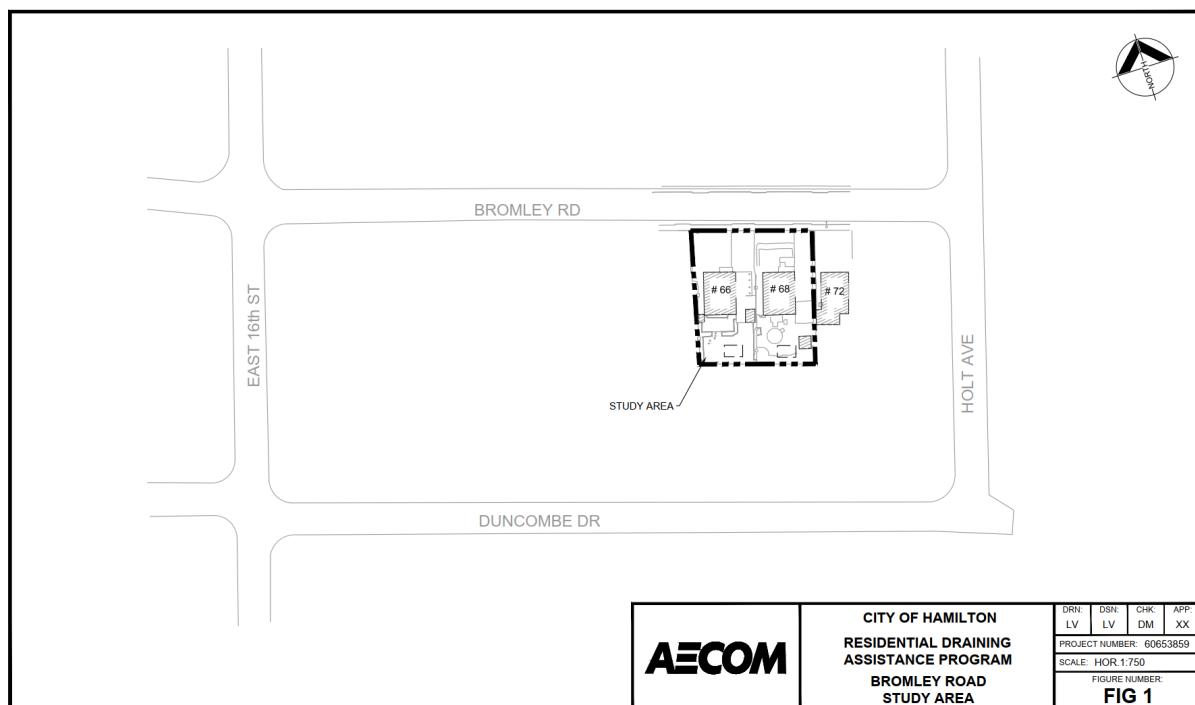 NORTH
BROMLEY RD
EAST 16th ST
# 66
# 68
# 72
HOLT AVE
STUDY AREA
DUNCOMBE DR
AECOM
CITY OF HAMILTON
RESIDENTIAL DRAINING
ASSISTANCE PROGRAM
BROMLEY ROAD
STUDY AREA
DRN: DSN: CHK: APP:
LV LV DM XX
PROJECT NUMBER: 60653859
SCALE: HOR.1:750
FIGURE NUMBER:
FIG 1